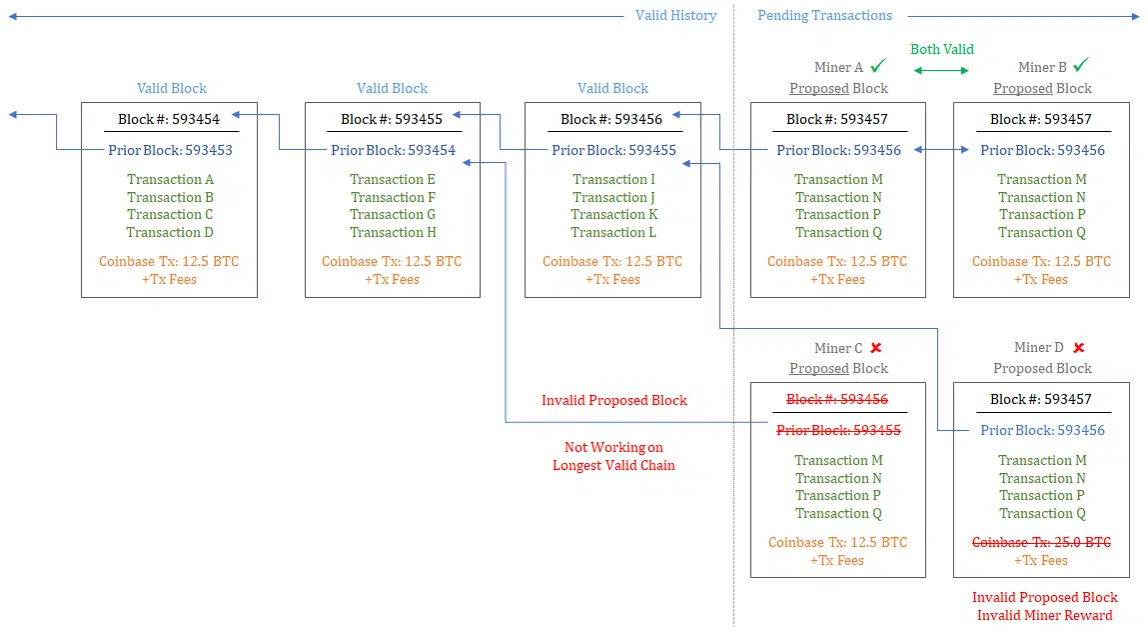 Valid History
Pending Transactions
Both Valid
Valid Block
Block #: 593454
Prior Block: 593453
Transaction A
Transaction B
Transaction C
Transaction D
Coinbase Tx: 12.5 BTC
+Tx Fees
Valid Block
Block #: 593455
Prior Block: 593454
Transaction E
Transaction F
Transaction G
Transaction H
Coinbase Tx: 12.5 BTC
+Tx Fees
Valid Block
Block #: 593456
Prior Block: 593455
Transaction I
Transaction J
Transaction K
Transaction L
Coinbase Tx: 12.5 BTC
+Tx Fees
Miner A
Proposed Block
Block #: 593457
Prior Block: 593456
Transaction M
Transaction N
Transaction P
Transaction Q
Coinbase Tx: 12.5 BTC
+Tx Fees
Miner B
Proposed Block
Block #: 593457
Prior Block: 593456
Transaction M
Transaction N
Transaction P
Transaction Q
Coinbase Tx: 12.5 BTC
+Tx Fees
Invalid Proposed Block
Not Working on
Longest Valid Chain
Miner C
Proposed Block
Block #: 593456
Prior Block: 593455
Transaction M
Transaction N
Transaction P
Transaction Q
Coinbase Tx: 12.5 BTC
+Tx Fees
Miner D
Proposed Block
Block #: 593457
Prior Block: 593456
Transaction M
Transaction N
Transaction P
Transaction Q
Coinbase Tx: 25.0 BTC
+Tx Fees
Invalid Proposed Block
Invalid Miner Reward